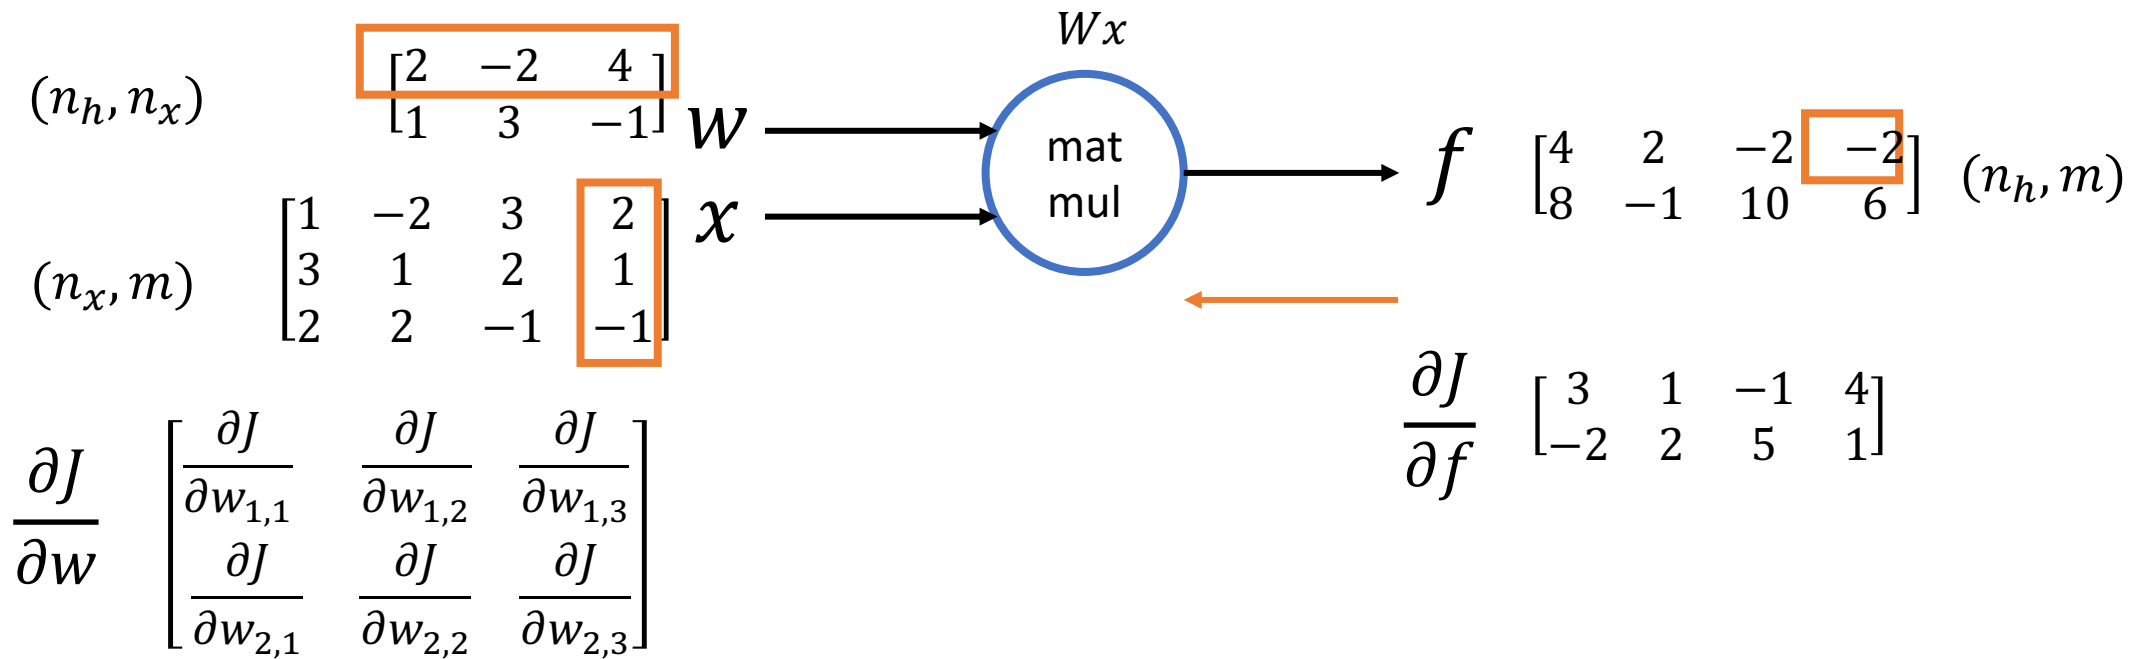 (n_h, n_x)
[2 −2 4]
[1 3 −1]
w
(n_x, m)
[1 −2 3 2]
[3 1 2 1]
[2 2 −1 −1]
x
Wx
mat
mul
f
[4 2 −2 −2]
[8 −1 10 6]
(n_h, m)
∂J/∂f
[3 1 −1 4]
[−2 2 5 1]
∂J/∂w
[∂J/∂w_{1,1} ∂J/∂w_{1,2} ∂J/∂w_{1,3}]
[∂J/∂w_{2,1} ∂J/∂w_{2,2} ∂J/∂w_{2,3}]